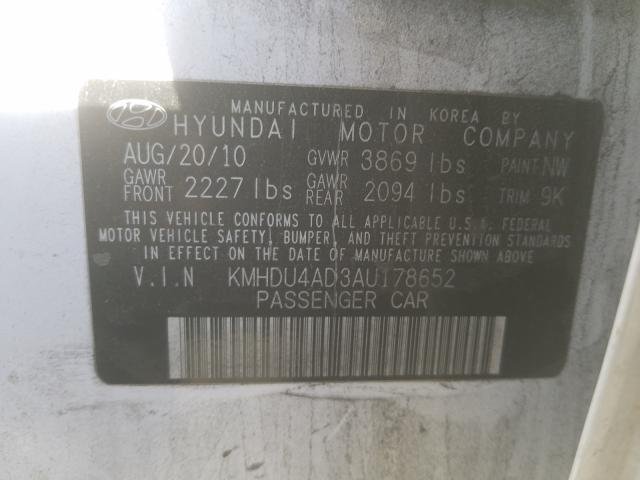 MANUFACTURED IN KOREA BY
HYUNDAI MOTOR COMPANY
AUG/20/10 GVWR 3869 lbs PAINT NW
GAWR FRONT 2227 lbs GAWR REAR 2094 lbs TRIM 9K
THIS VEHICLE CONFORMS TO ALL APPLICABLE U.S.A. FEDERAL
MOTOR VEHICLE SAFETY, BUMPER, AND THEFT PREVENTION STANDARDS
IN EFFECT ON THE DATE OF MANUFACTURE SHOWN ABOVE.
V.I.N KMHDU4AD3AU178652
PASSENGER CAR